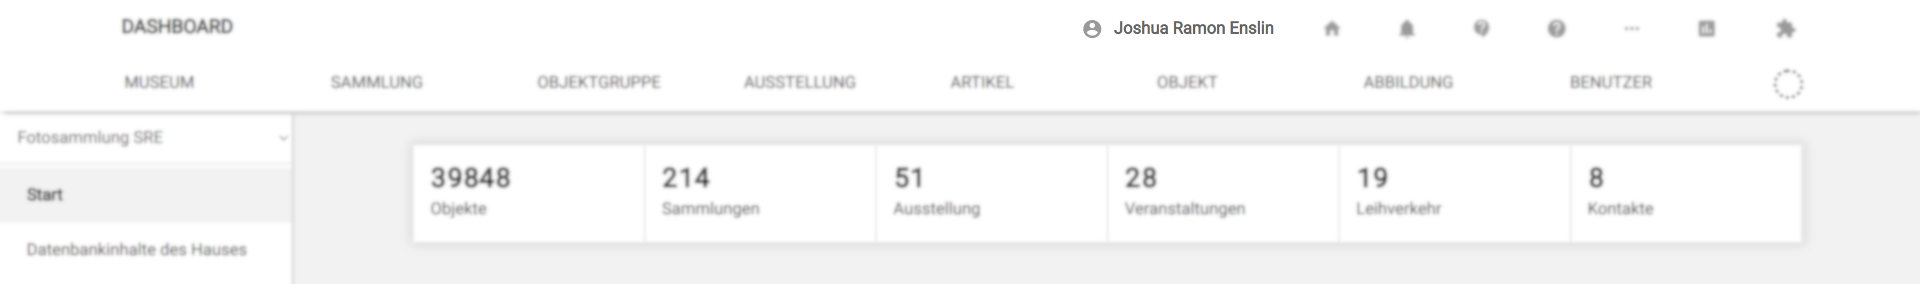 DASHBOARD
Joshua Ramon Enslin
MUSEUM SAMMLUNG OBJEKTGRUPPE AUSSTELLUNG ARTIKEL OBJEKT ABBILDUNG BENUTZER
Fotosammlung SRE
Start
Datenbankinhalte des Hauses
39848 214 51 28 19 8
Objekte Sammlungen Ausstellung Veranstaltungen Leihverkehr Kontakte